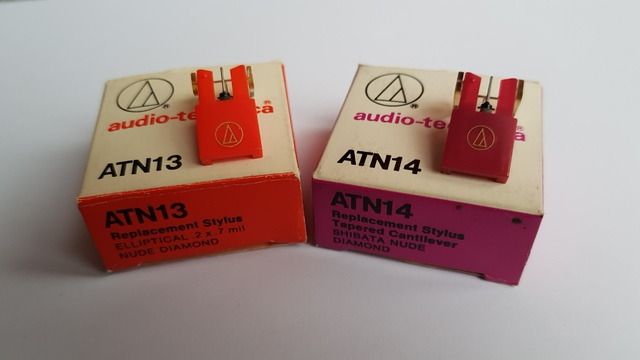 audio-te
ATN13
ATN13
Replacement Stylus
ELLIPTICAL .2 x .7 mil
NUDE DIAMOND
audio-te a
ATN14
ATN14
Replacement Stylus
Tapered Cantilever
SHIBATA NUDE
DIAMOND